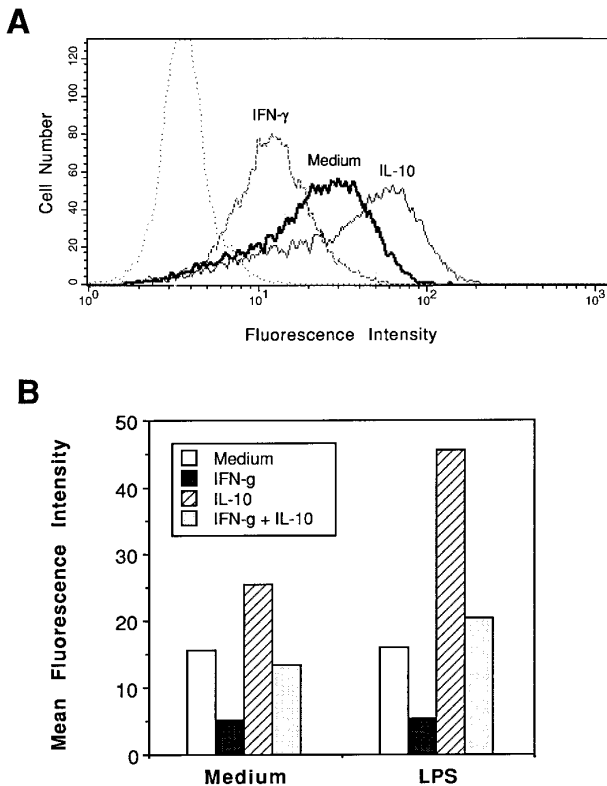 A
120
100
80
60
40
20
0
Cell Number
IFN-γ
Medium
IL-10
10⁰
10¹
10²
10³
Fluorescence Intensity
B
50
40
30
20
10
0
Mean Fluorescence Intensity
Medium
IFN-g
IL-10
IFN-g + IL-10
Medium
LPS